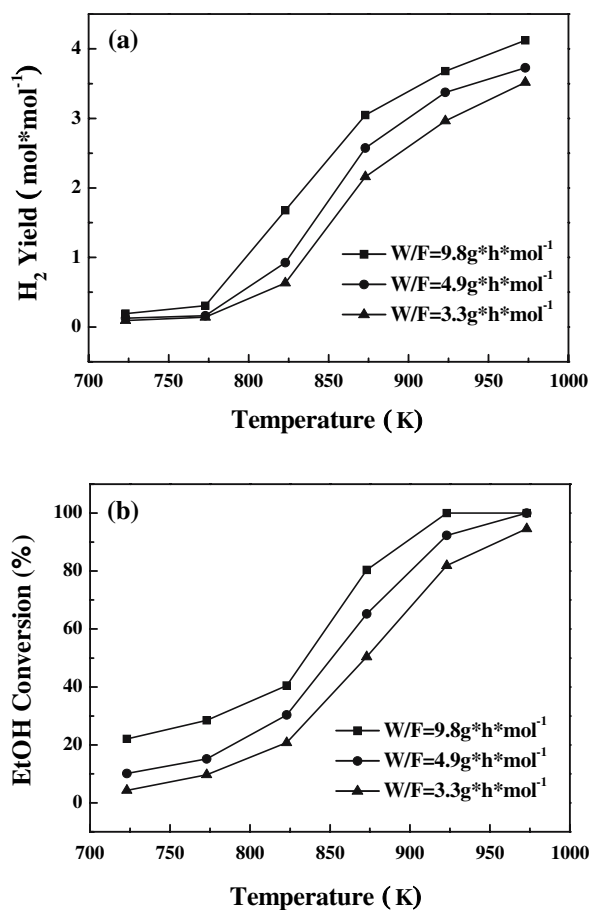 (a)
4
3
2
1
0
H₂ Yield ( mol*mol⁻¹)
W/F=9.8g*h*mol⁻¹
W/F=4.9g*h*mol⁻¹
W/F=3.3g*h*mol⁻¹
700 750 800 850 900 950 1000
Temperature ( K)
(b)
100
80
60
40
20
0
EtOH Conversion (%)
W/F=9.8g*h*mol⁻¹
W/F=4.9g*h*mol⁻¹
W/F=3.3g*h*mol⁻¹
700 750 800 850 900 950 1000
Temperature ( K)